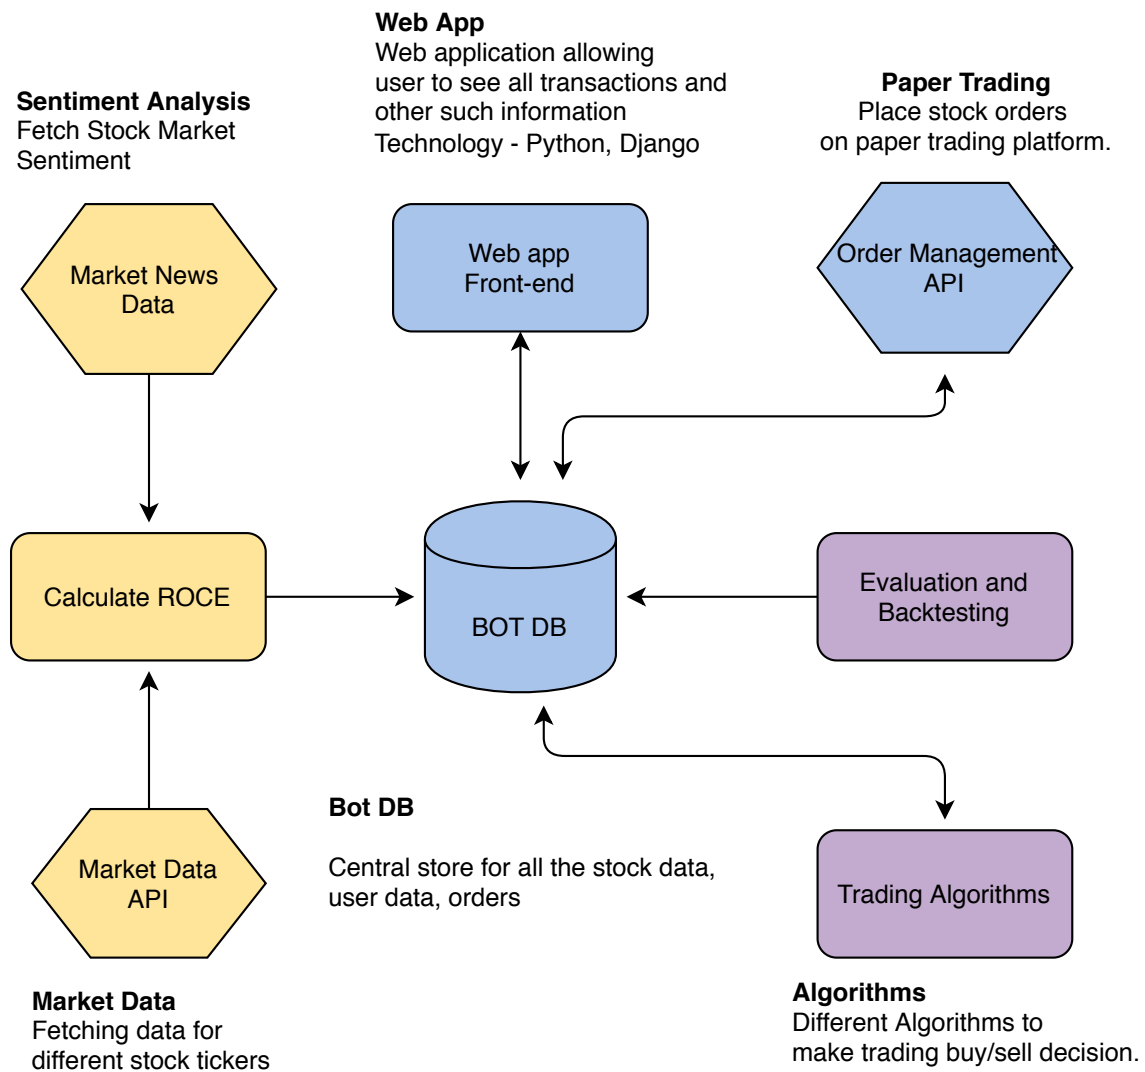 Web App
Web application allowing
user to see all transactions and
other such information
Technology - Python, Django
Sentiment Analysis
Fetch Stock Market
Sentiment
Paper Trading
Place stock orders
on paper trading platform.
Market News
Data
Web app
Front-end
Order Management
API
Calculate ROCE
BOT DB
Evaluation and
Backtesting
Market Data
API
Bot DB
Central store for all the stock data,
user data, orders
Trading Algorithms
Market Data
Fetching data for
different stock tickers
Algorithms
Different Algorithms to
make trading buy/sell decision.